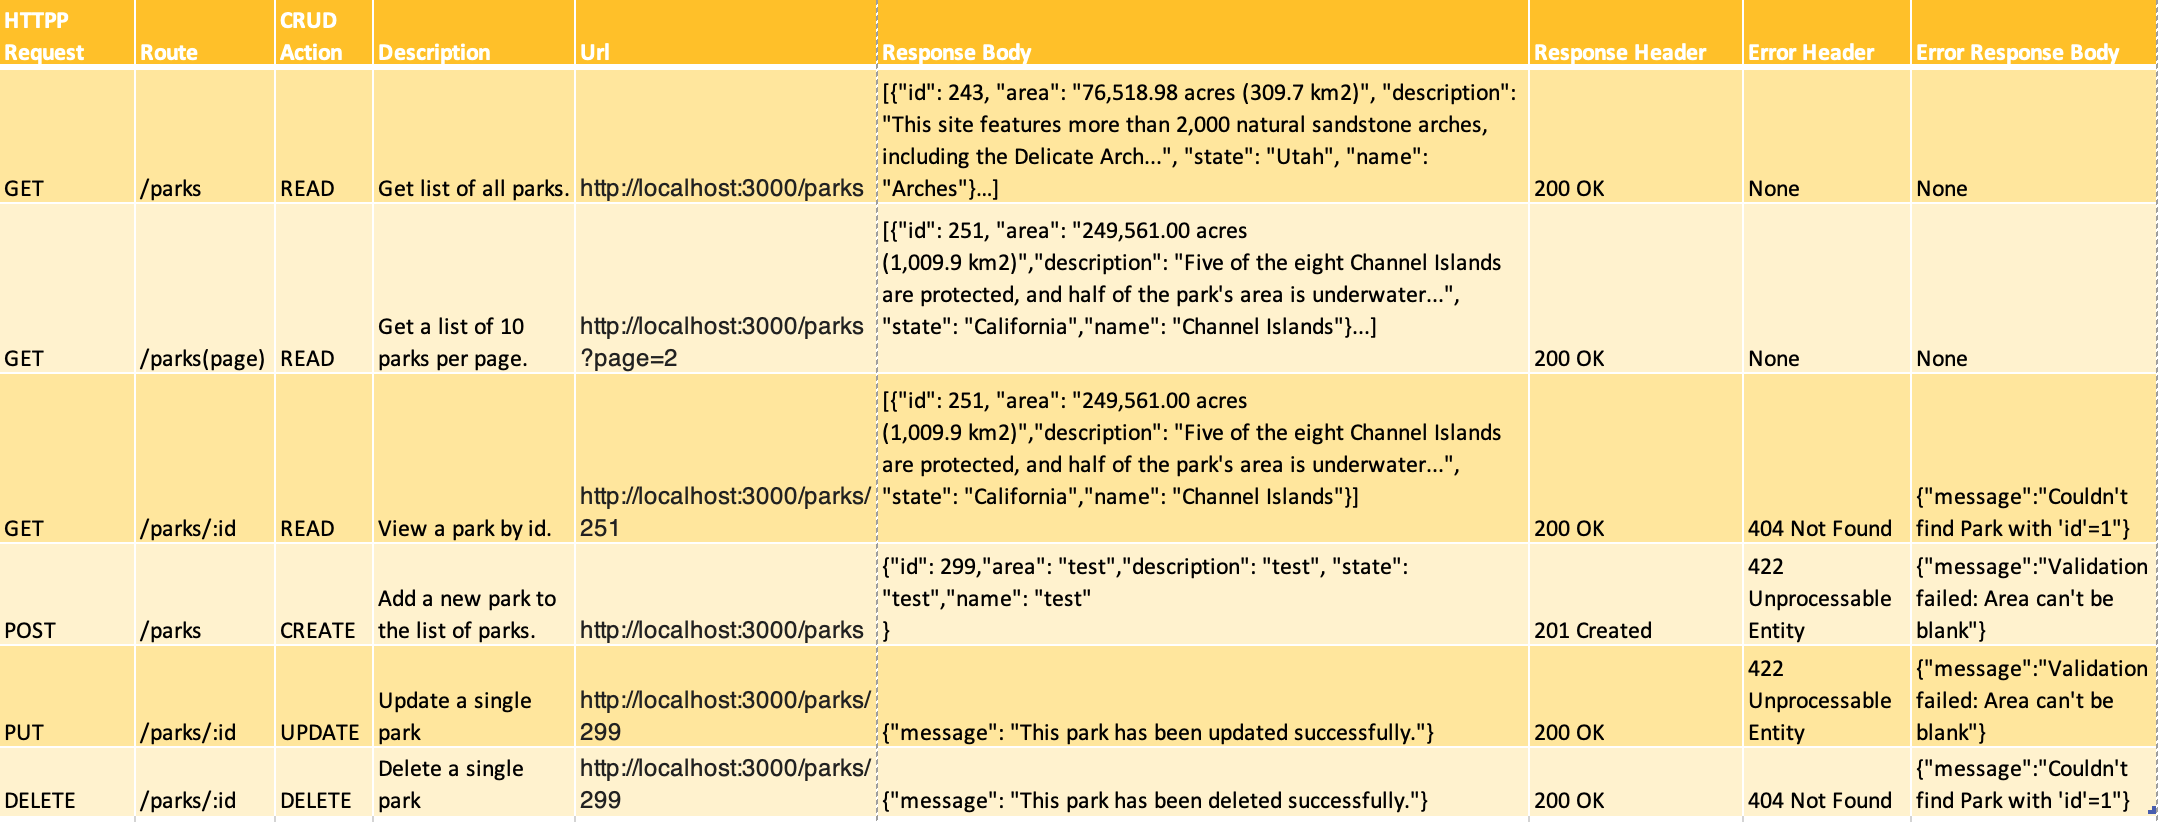 HTTPP
Request
Route
CRUD
Action
Description
Url
Response Body
Response Header
Error Header
Error Response Body
GET
/parks
READ
Get list of all parks.
http://localhost:3000/parks
[{"id": 243, "area": "76,518.98 acres (309.7 km2)", "description":
"This site features more than 2,000 natural sandstone arches,
including the Delicate Arch...", "state": "Utah", "name":
"Arches"}...]
200 OK
None
None
GET
/parks(page)
READ
Get a list of 10
parks per page.
http://localhost:3000/parks
?page=2
[{"id": 251, "area": "249,561.00 acres
(1,009.9 km2)","description": "Five of the eight Channel Islands
are protected, and half of the park's area is underwater...",
"state": "California","name": "Channel Islands"}...]
200 OK
None
None
GET
/parks/:id
READ
View a park by id.
http://localhost:3000/parks/
251
[{"id": 251, "area": "249,561.00 acres
(1,009.9 km2)","description": "Five of the eight Channel Islands
are protected, and half of the park's area is underwater...",
"state": "California","name": "Channel Islands"}]
200 OK
404 Not Found
{"message":"Couldn't
find Park with 'id'=1"}
POST
/parks
CREATE
Add a new park to
the list of parks.
http://localhost:3000/parks
{"id": 299,"area": "test","description": "test", "state":
"test","name": "test"
}
201 Created
422
Unprocessable
Entity
{"message":"Validation
failed: Area can't be
blank"}
PUT
/parks/:id
UPDATE
Update a single
park
http://localhost:3000/parks/
299
{"message": "This park has been updated successfully."}
200 OK
422
Unprocessable
Entity
{"message":"Validation
failed: Area can't be
blank"}
DELETE
/parks/:id
DELETE
Delete a single
park
http://localhost:3000/parks/
299
{"message": "This park has been deleted successfully."}
200 OK
404 Not Found
{"message":"Couldn't
find Park with 'id'=1"}